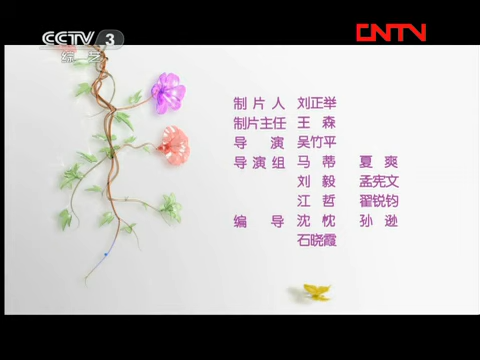 CCTV 3
综 艺
CNTV
制 片 人 刘正举
制片主任 王 森
导 演 吴竹平
导演组 马 蒂 夏 爽
刘 毅 孟宪文
江 哲 翟锐钧
编 导 沈 忱 孙 逊
石晓霞